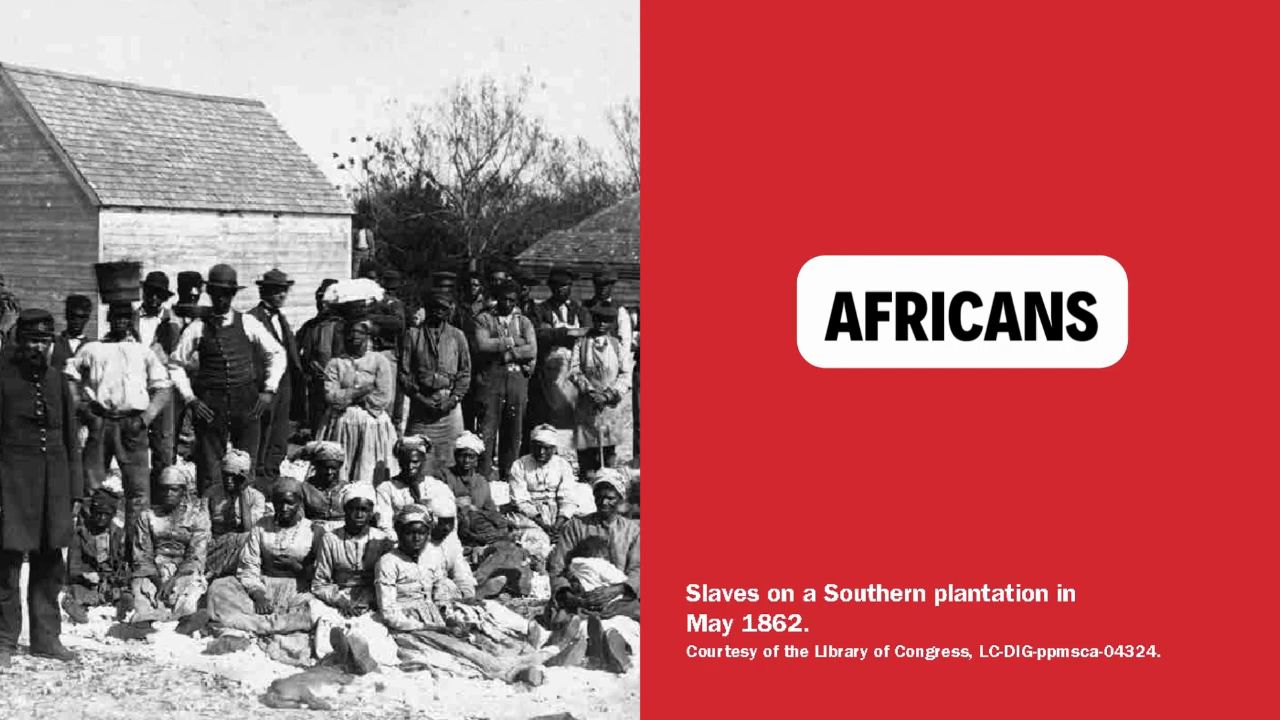 AFRICANS
Slaves on a Southern plantation in
May 1862.
Courtesy of the Library of Congress, LC-DIG-ppmsca-04324.